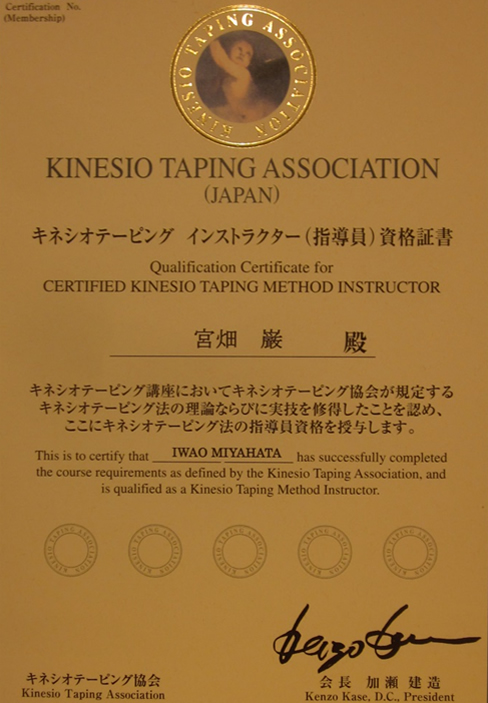 Certification No.
(Membership)
KINESIO TAPING ASSOCIATION
KINESIO TAPING ASSOCIATION
(JAPAN)
キネシオテーピング インストラクター(指導員)資格証書
Qualification Certificate for
CERTIFIED KINESIO TAPING METHOD INSTRUCTOR
宮畑 巌 殿
キネシオテーピング講座においてキネシオテーピング協会が規定する
キネシオテーピング法の理論ならびに実技を修得したことを認め、
ここにキネシオテーピング法の指導員資格を授与します。
This is to certify that IWAO MIYAHATA has successfully completed
the course requirements as defined by the Kinesio Taping Association, and
is qualified as a Kinesio Taping Method Instructor.
キネシオテーピング協会
Kinesio Taping Association
会長 加瀬 建造
Kenzo Kase, D.C., President